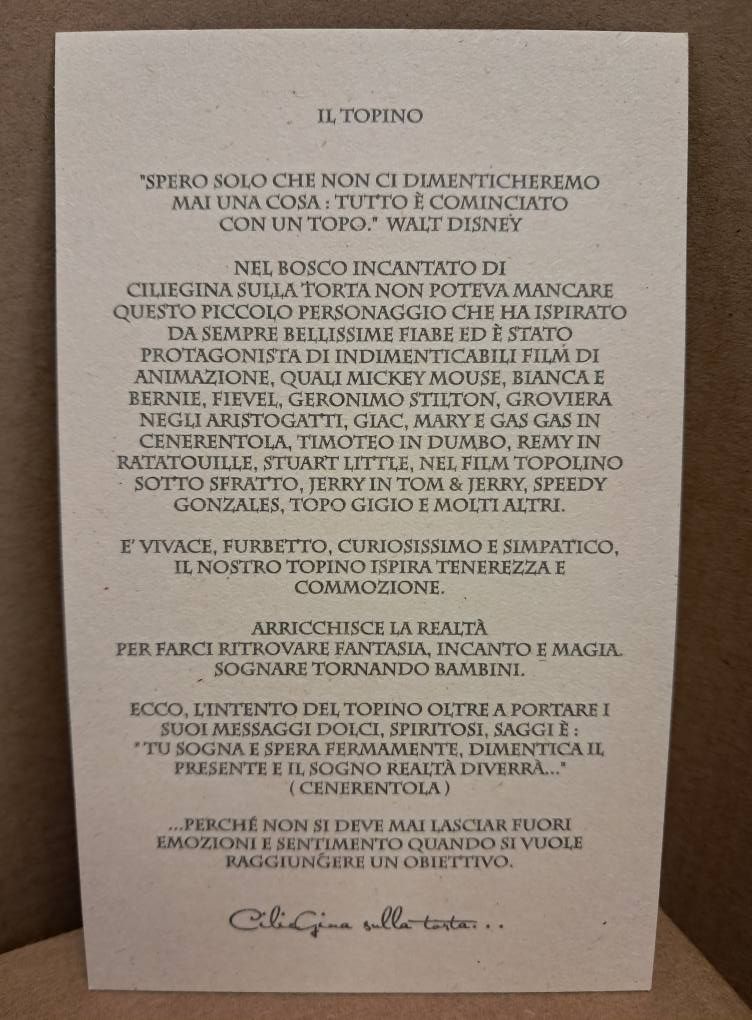 IL TOPINO
"SPERO SOLO CHE NON CI DIMENTICHEREMO
MAI UNA COSA : TUTTO È COMINCIATO
CON UN TOPO." WALT DISNEY
NEL BOSCO INCANTATO DI
CILIEGINA SULLA TORTA NON POTEVA MANCARE
QUESTO PICCOLO PERSONAGGIO CHE HA ISPIRATO
DA SEMPRE BELLISSIME FIABE ED È STATO
PROTAGONISTA DI INDIMENTICABILI FILM DI
ANIMAZIONE, QUALI MICKEY MOUSE, BIANCA E
BERNIE, FIEVEL, GERONIMO STILTON, GROVIERA
NEGLI ARISTOGATTI, GIAC, MARY E GAS GAS IN
CENERENTOLA, TIMOTEO IN DUMBO, REMY IN
RATATOUILLE, STUART LITTLE, NEL FILM TOPOLINO
SOTTO SFRATTO, JERRY IN TOM & JERRY, SPEEDY
GONZALES, TOPO GIGIO E MOLTI ALTRI.
E' VIVACE, FURBETTO, CURIOSISSIMO E SIMPATICO,
IL NOSTRO TOPINO ISPIRA TENEREZZA E
COMMOZIONE.
ARRICCHISCE LA REALTÀ
PER FARCI RITROVARE FANTASIA, INCANTO E MAGIA.
SOGNARE TORNANDO BAMBINI.
ECCO, L'INTENTO DEL TOPINO OLTRE A PORTARE I
SUOI MESSAGGI DOLCI, SPIRITOSI, SAGGI È :
"TU SOGNA E SPERA FERMAMENTE, DIMENTICA IL
PRESENTE E IL SOGNO REALTÀ DIVERRÀ..."
( CENERENTOLA )
...PERCHÉ NON SI DEVE MAI LASCIAR FUORI
EMOZIONI E SENTIMENTO QUANDO SI VUOLE
RAGGIUNGERE UN OBIETTIVO.
CilieGina sulla torta...